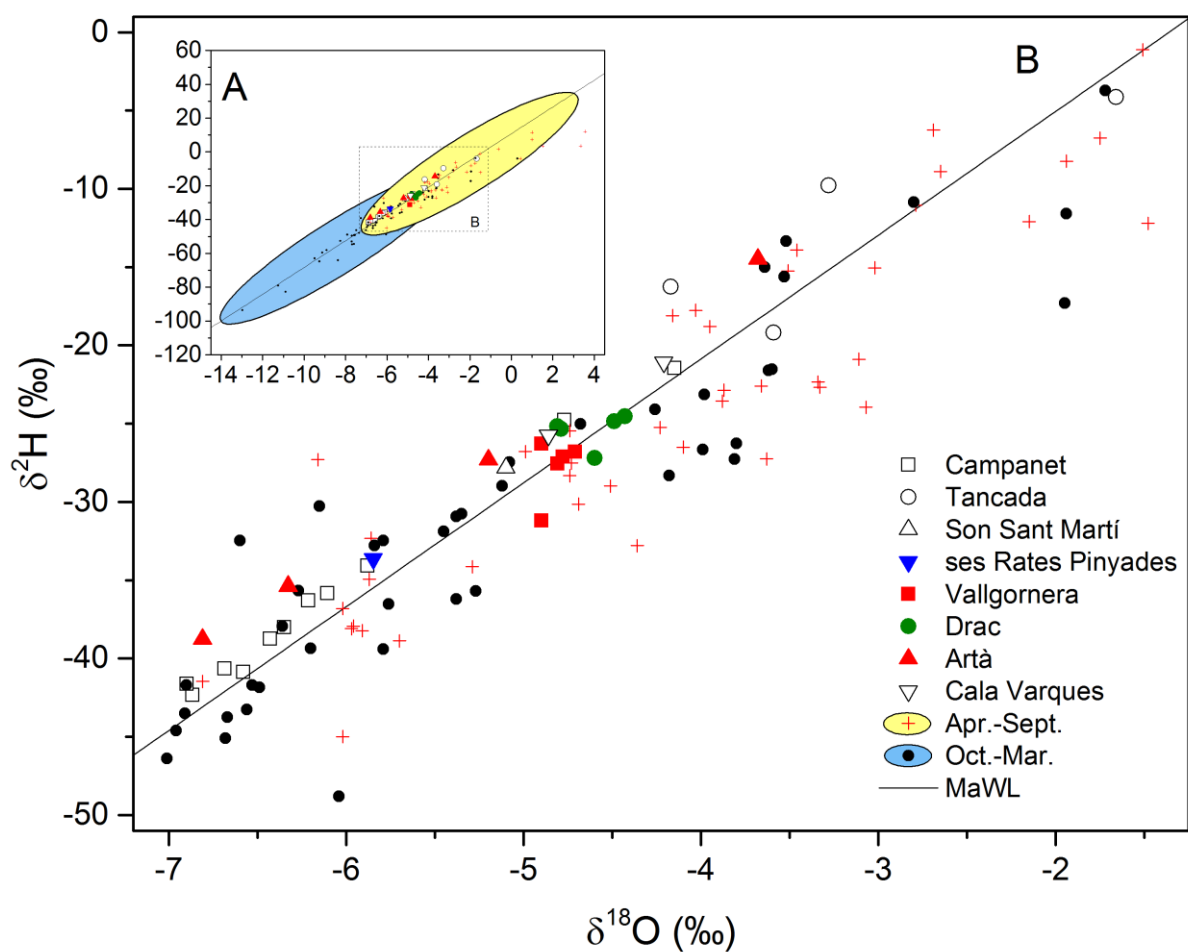 0
-10
-20
-30
-40
-50
δ²H (‰)
60
40
20
0
-20
-40
-60
-80
-100
-120
A
B
-14 -12 -10 -8 -6 -4 -2 0 2 4
B
Campanet
Tancada
Son Sant Martí
ses Rates Pinyades
Vallgornera
Drac
Artà
Cala Varques
Apr.-Sept.
Oct.-Mar.
MaWL
-7 -6 -5 -4 -3 -2
δ¹⁸O (‰)